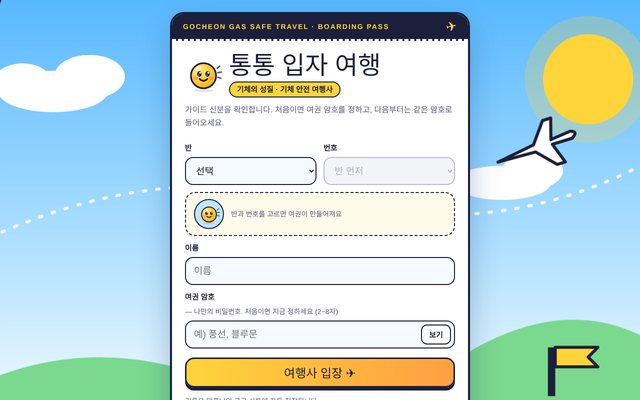 GOCHEON GAS SAFE TRAVEL · BOARDING PASS
통통 입자 여행
기체의 성질 · 기체 안전 여행사
가이드 신분을 확인합니다. 처음이면 여권 암호를 정하고, 다음부터는 같은 암호로
들어오세요.
반 번호
선택 반 먼저
반과 번호를 고르면 여권이 만들어져요
이름
이름
여권 암호
— 나만의 비밀번호. 처음이면 지금 정하세요 (2~8자)
예) 풍선, 블루문 보기
여행사 입장 ✈